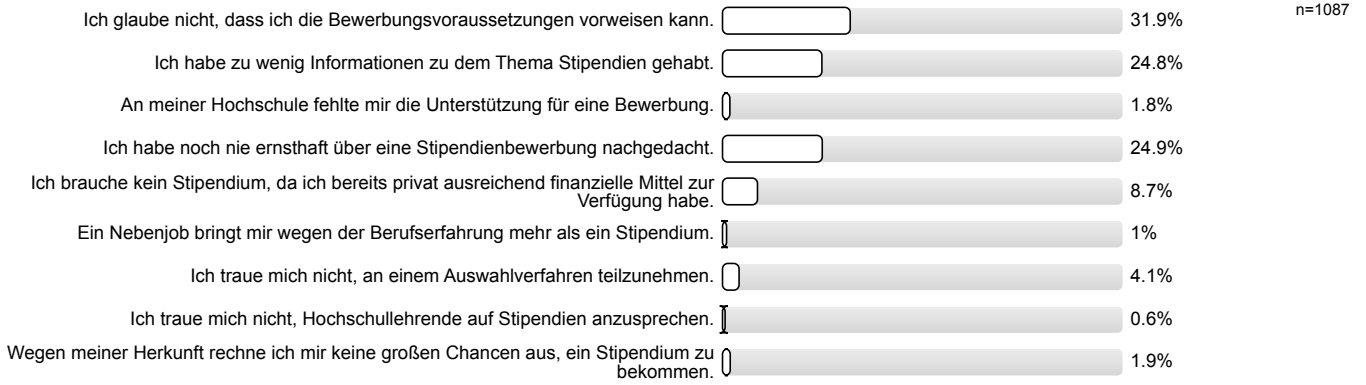 Ich glaube nicht, dass ich die Bewerbungsvoraussetzungen vorweisen kann. 31.9% n=1087
Ich habe zu wenig Informationen zu dem Thema Stipendien gehabt. 24.8%
An meiner Hochschule fehlte mir die Unterstützung für eine Bewerbung. 1.8%
Ich habe noch nie ernsthaft über eine Stipendienbewerbung nachgedacht. 24.9%
Ich brauche kein Stipendium, da ich bereits privat ausreichend finanzielle Mittel zur
Verfügung habe. 8.7%
Ein Nebenjob bringt mir wegen der Berufserfahrung mehr als ein Stipendium. 1%
Ich traue mich nicht, an einem Auswahlverfahren teilzunehmen. 4.1%
Ich traue mich nicht, Hochschullehrende auf Stipendien anzusprechen. 0.6%
Wegen meiner Herkunft rechne ich mir keine großen Chancen aus, ein Stipendium zu
bekommen. 1.9%